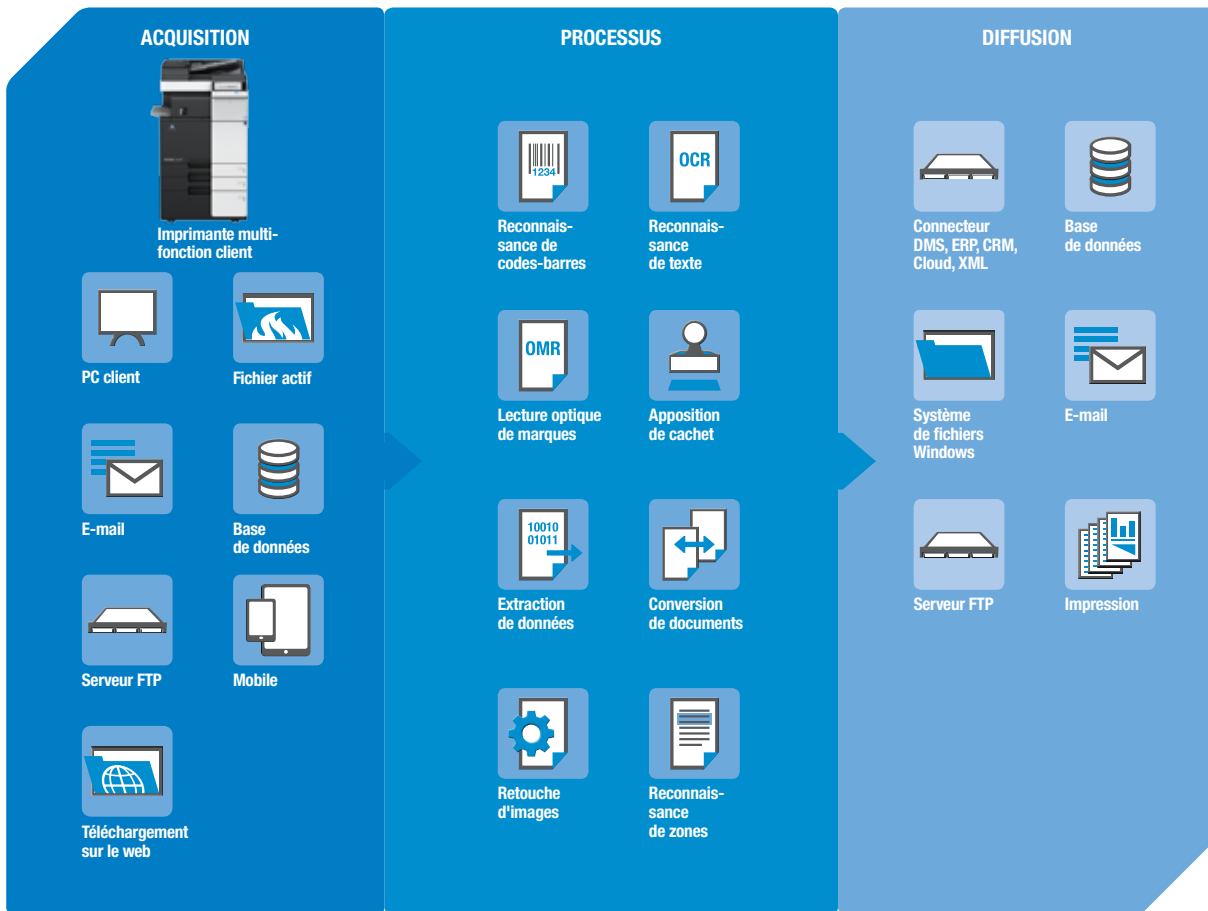 ACQUISITION
Imprimante multi-
fonction client
PC client
Fichier actif
E-mail
Base
de données
Serveur FTP
Mobile
Téléchargement
sur le web
PROCESSUS
1234
Reconnais-
sance de
codes-barres
OCR
Reconnais-
sance
de texte
OMR
Lecture optique
de marques
Apposition
de cachet
10010
01011
Extraction
de données
Conversion
de documents
Retouche
d'images
Reconnais-
sance
de zones
DIFFUSION
Connecteur
DMS, ERP, CRM,
Cloud, XML
Base
de données
Système
de fichiers
Windows
E-mail
Serveur FTP
Impression